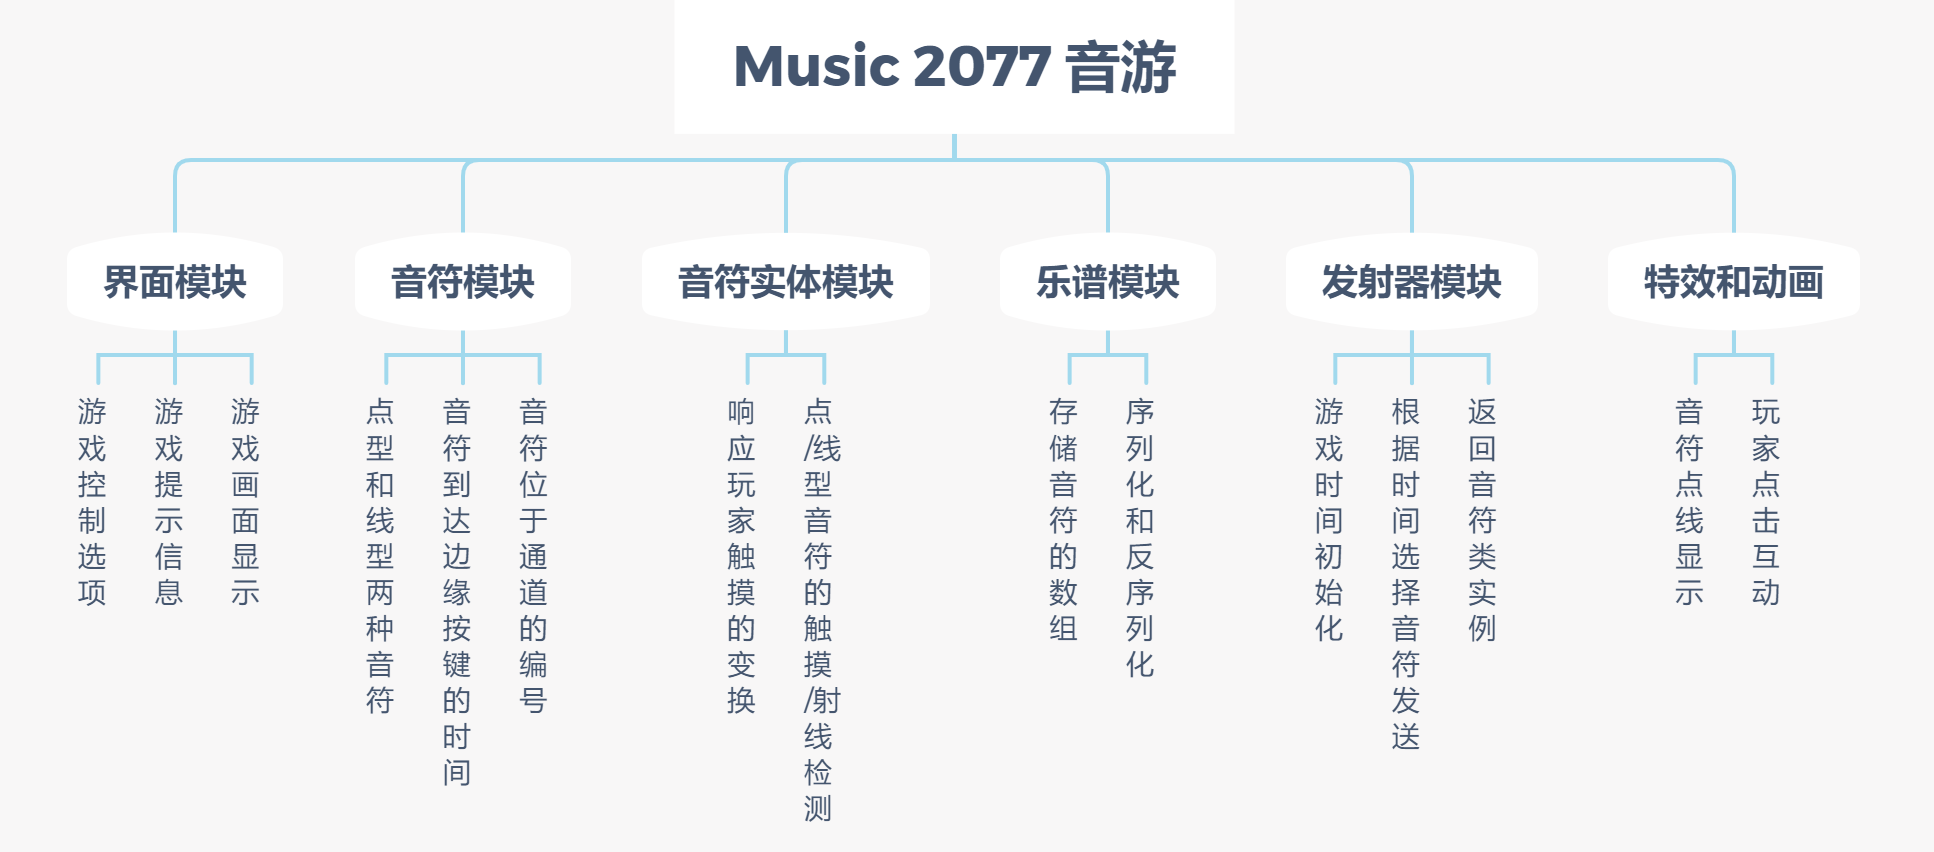 Music 2077 音游
界面模块
音符模块
音符实体模块
乐谱模块
发射器模块
特效和动画
游戏控制选项
游戏提示信息
游戏画面显示
点型和线型两种音符
音符到达边缘按键的时间
音符位于通道的编号
响应玩家触摸的变换
点/线型音符的触摸/射线检测
存储音符的数组
序列化和反序列化
游戏时间初始化
根据时间选择音符发送
返回音符类实例
音符点线显示
玩家点击互动